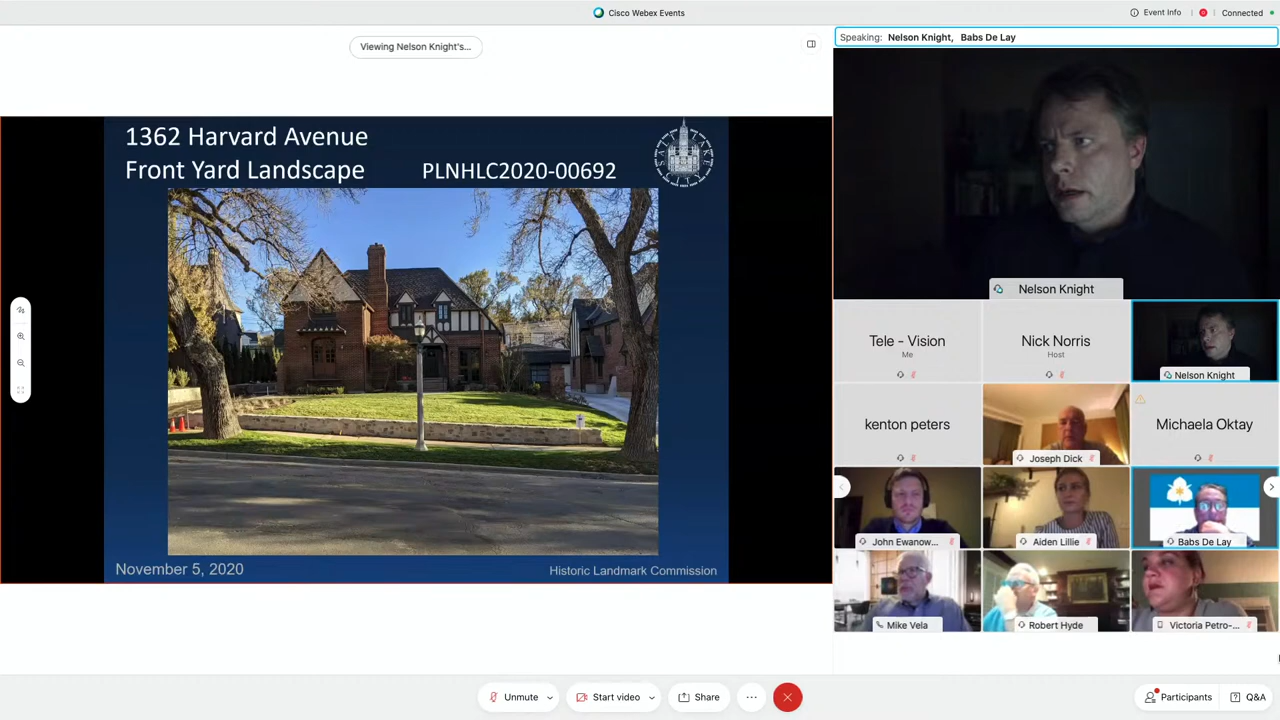 Cisco Webex Events
Event Info
Connected
Viewing Nelson Knight's...
Speaking: Nelson Knight, Babs De Lay
1362 Harvard Avenue
Front Yard Landscape PLNHLC2020-00692
November 5, 2020
Historic Landmark Commission
Nelson Knight
Tele - Vision
Me
Nick Norris
Host
Nelson Knight
kenton peters
Joseph Dick
Michaela Oktay
John Ewanow...
Aiden Lillie
Babs De Lay
Mike Vela
Robert Hyde
Victoria Petro-...
Unmute
Start video
Share
Participants
Q&A